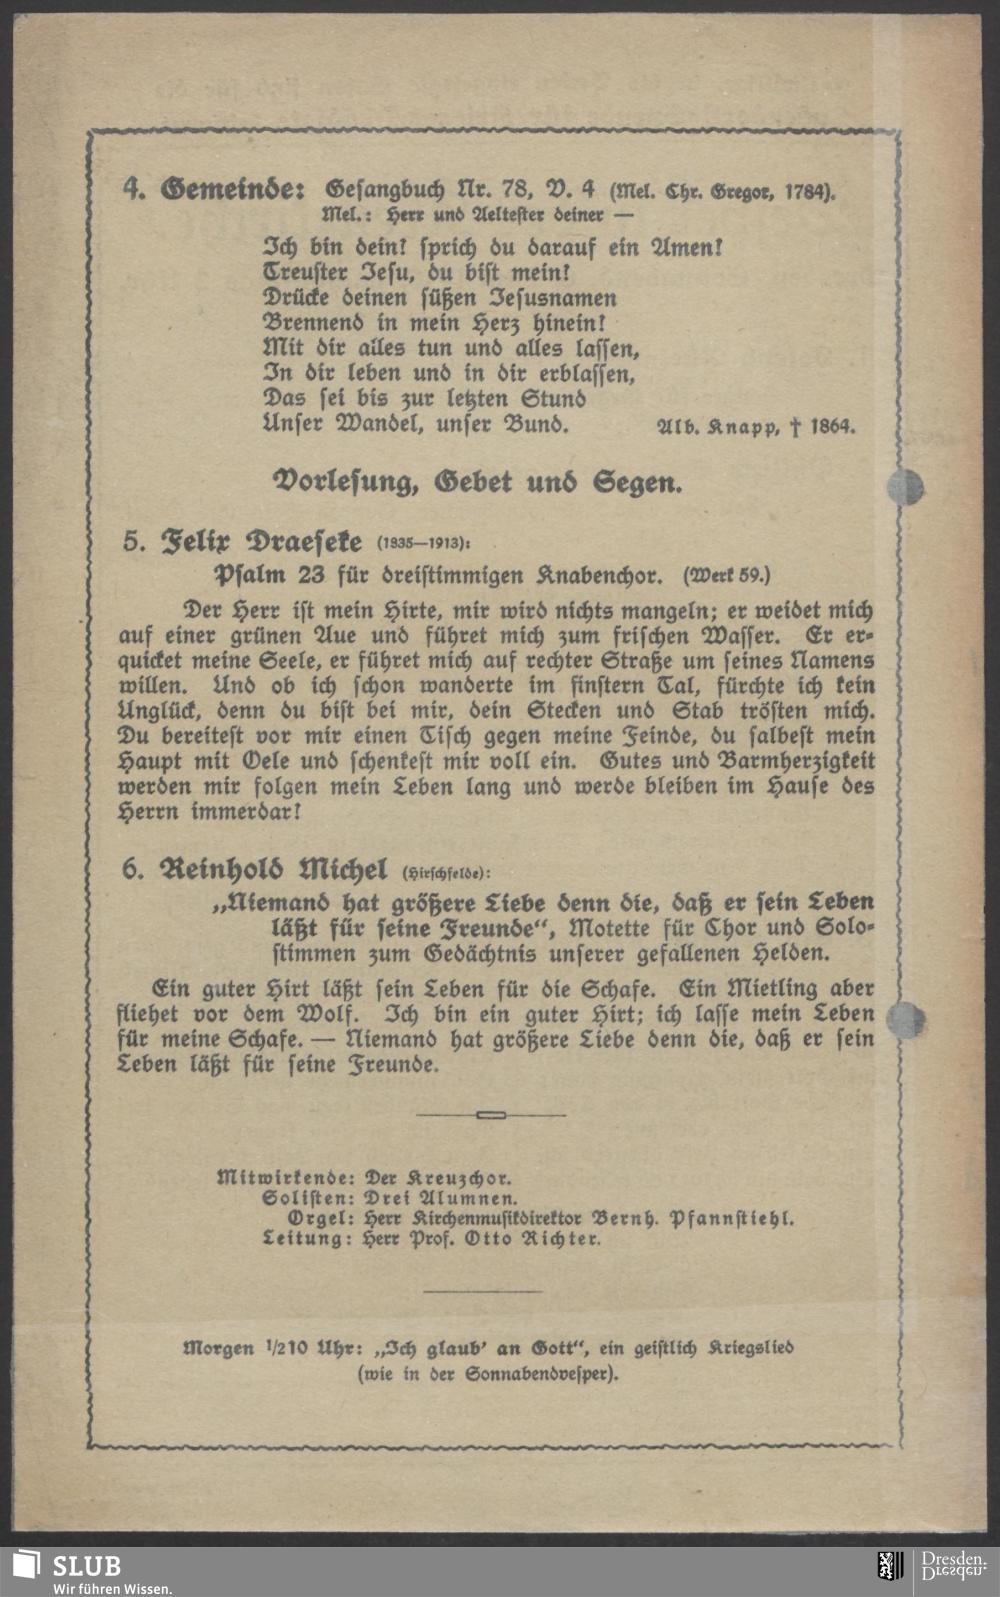 4. Gemeinde: Gesangbuch Nr. 78, V. 4 (Mel. Chr. Gregor, 1784).
Mel.: Herr und Aeltester deiner —
Ich bin dein! sprich du darauf ein Amen!
Treuster Jesu, du bist mein!
Drücke deinen süßen Jesusnamen
Brennend in mein Herz hinein!
Mit dir alles tun und alles lassen,
In dir leben und in dir erblassen,
Das sei bis zur letzten Stund
Unser Wandel, unser Bund. Alb. Knapp, † 1864.
Vorlesung, Gebet und Segen.
5. Felix Draeseke (1835—1913):
Psalm 23 für dreistimmigen Knabenchor. (Werk 59.)
Der Herr ist mein Hirte, mir wird nichts mangeln; er weidet mich
auf einer grünen Aue und führet mich zum frischen Wasser. Er er-
quicket meine Seele, er führet mich auf rechter Straße um seines Namens
willen. Und ob ich schon wanderte im finstern Tal, fürchte ich kein
Unglück, denn du bist bei mir, dein Stecken und Stab trösten mich.
Du bereitest vor mir einen Tisch gegen meine Feinde, du salbest mein
Haupt mit Oele und schenkest mir voll ein. Gutes und Barmherzigkeit
werden mir folgen mein Leben lang und werde bleiben im Hause des
Herrn immerdar!
6. Reinhold Michel (Hirschfelde):
„Niemand hat größere Liebe denn die, daß er sein Leben
läßt für seine Freunde“, Motette für Chor und Solo-
stimmen zum Gedächtnis unserer gefallenen Helden.
Ein guter Hirt läßt sein Leben für die Schafe. Ein Mietling aber
fliehet vor dem Wolf. Ich bin ein guter Hirt; ich lasse mein Leben
für meine Schafe. — Niemand hat größere Liebe denn die, daß er sein
Leben läßt für seine Freunde.
Mitwirkende: Der Kreuzchor.
Solisten: Drei Alumnen.
Orgel: Herr Kirchenmusikdirektor Bernh. Pfannstiehl.
Leitung: Herr Prof. Otto Richter.
Morgen 1/210 Uhr: „Ich glaub' an Gott“, ein geistlich Kriegslied
(wie in der Sonnabendvesper).
SLUB
Wir führen Wissen.
Dresden.
Dresden.